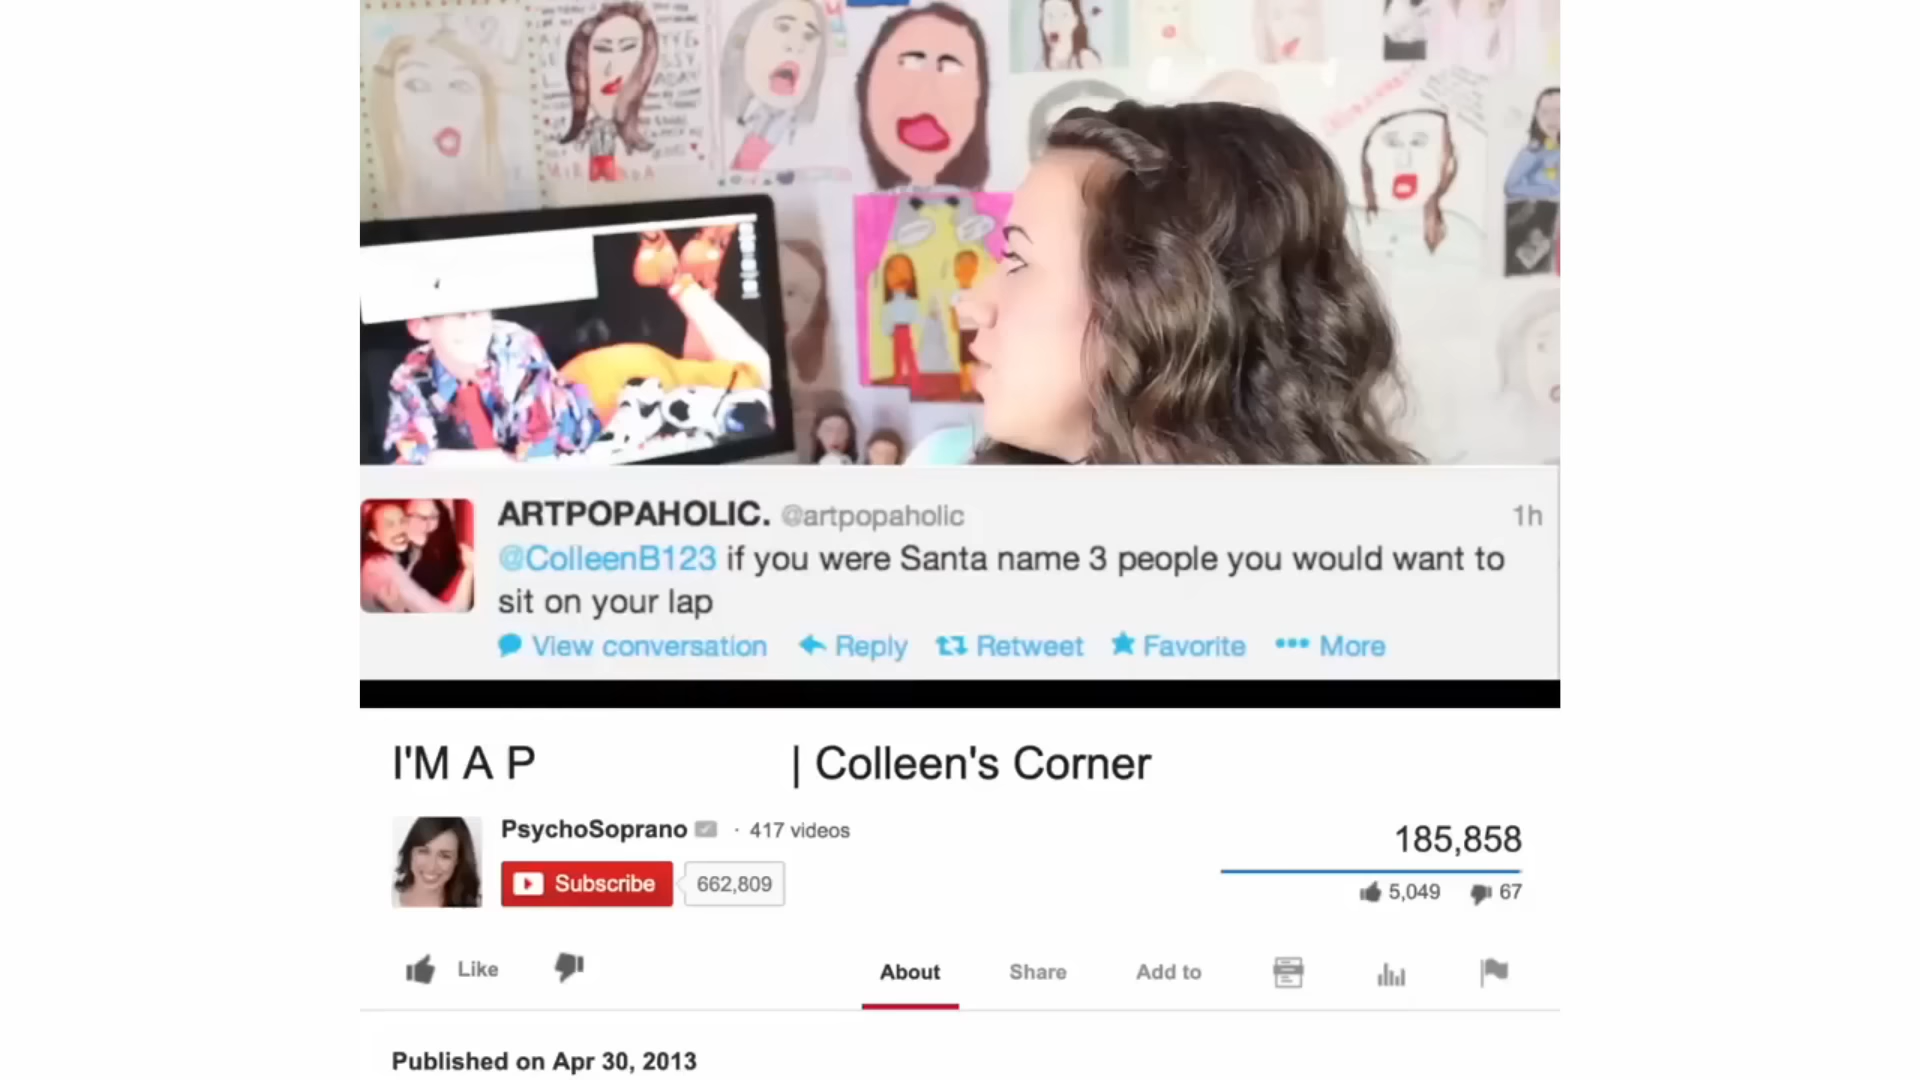 ARTPOPAHOLIC. @artpopaholic 1h
@ColleenB123 if you were Santa name 3 people you would want to
sit on your lap
View conversation Reply Retweet Favorite More
I'M A P | Colleen's Corner
PsychoSoprano · 417 videos
185,858
Subscribe 662,809
5,049 67
Like
About Share Add to
Published on Apr 30, 2013